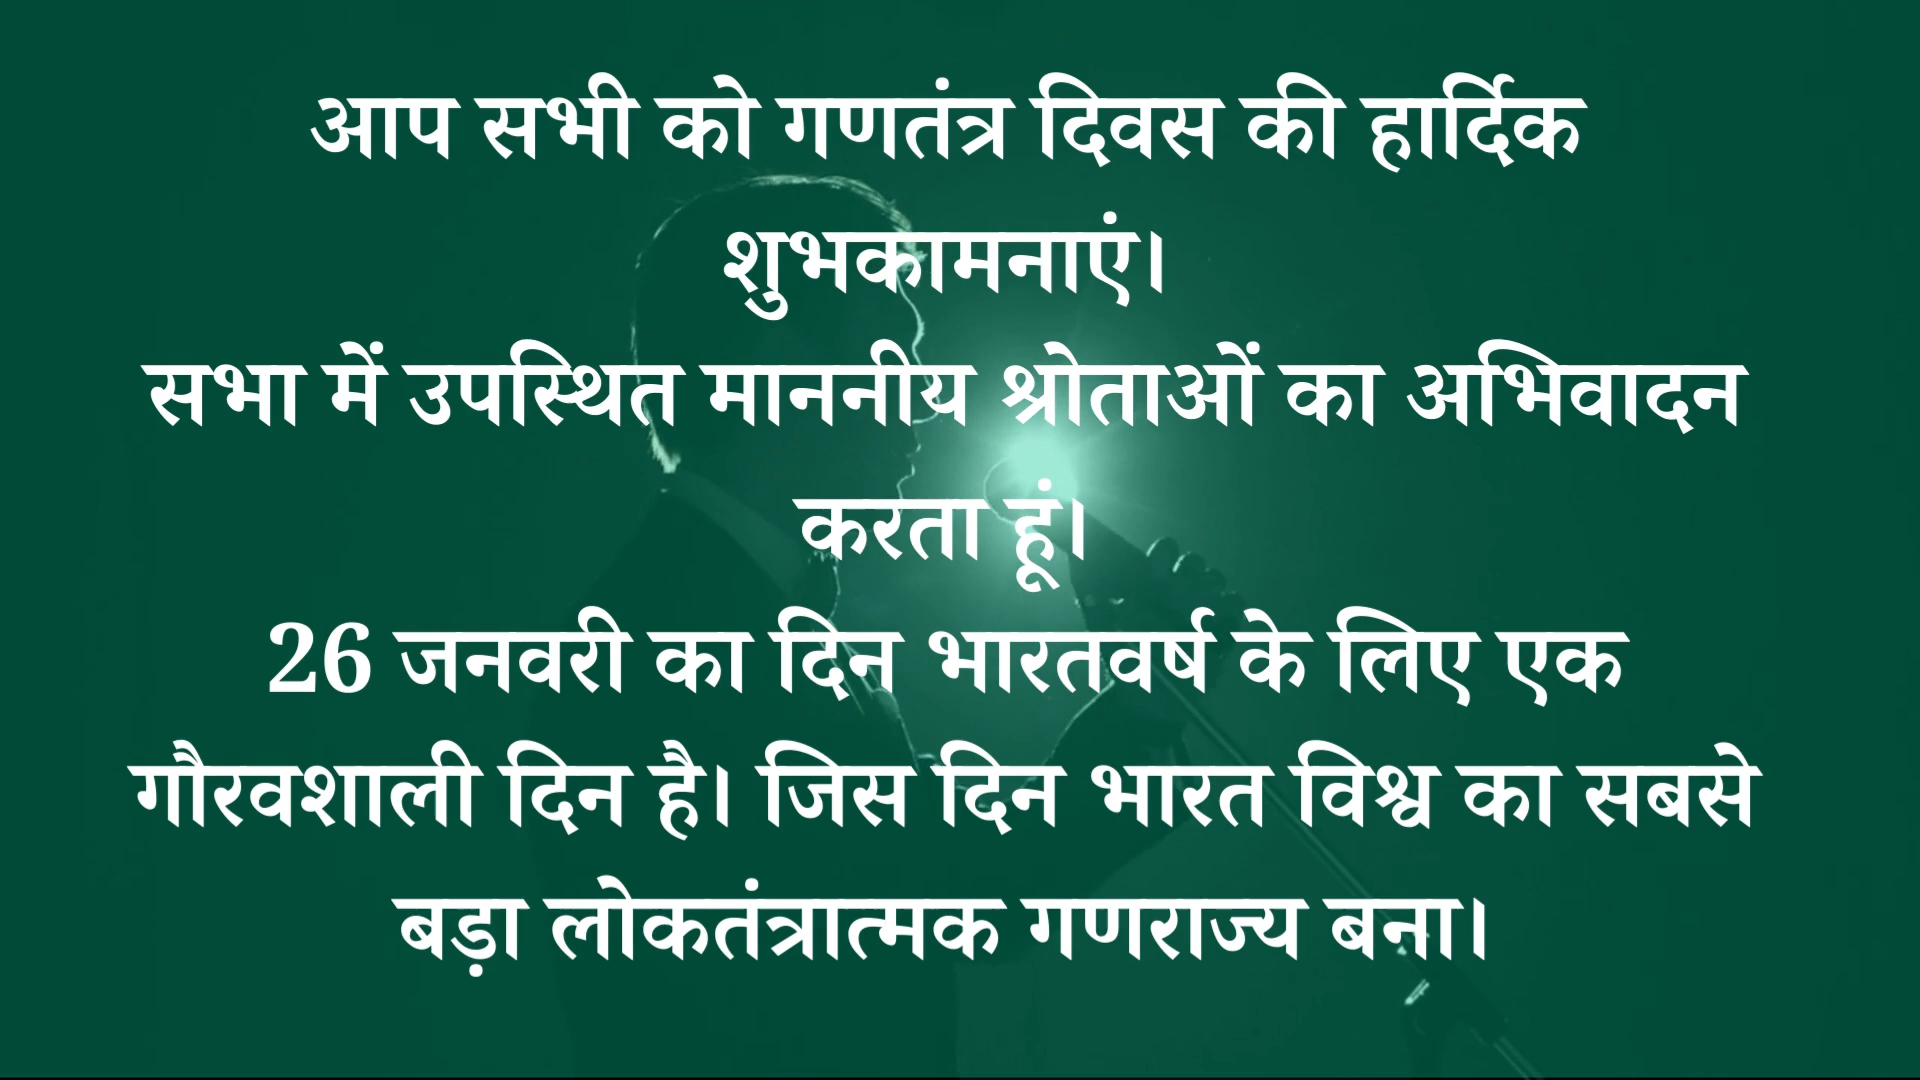 आप सभी को गणतंत्र दिवस की हार्दिक
शुभकामनाएं।
सभा में उपस्थित माननीय श्रोताओं का अभिवादन
करता हूं।
26 जनवरी का दिन भारतवर्ष के लिए एक
गौरवशाली दिन है। जिस दिन भारत विश्व का सबसे
बड़ा लोकतंत्रात्मक गणराज्य बना।